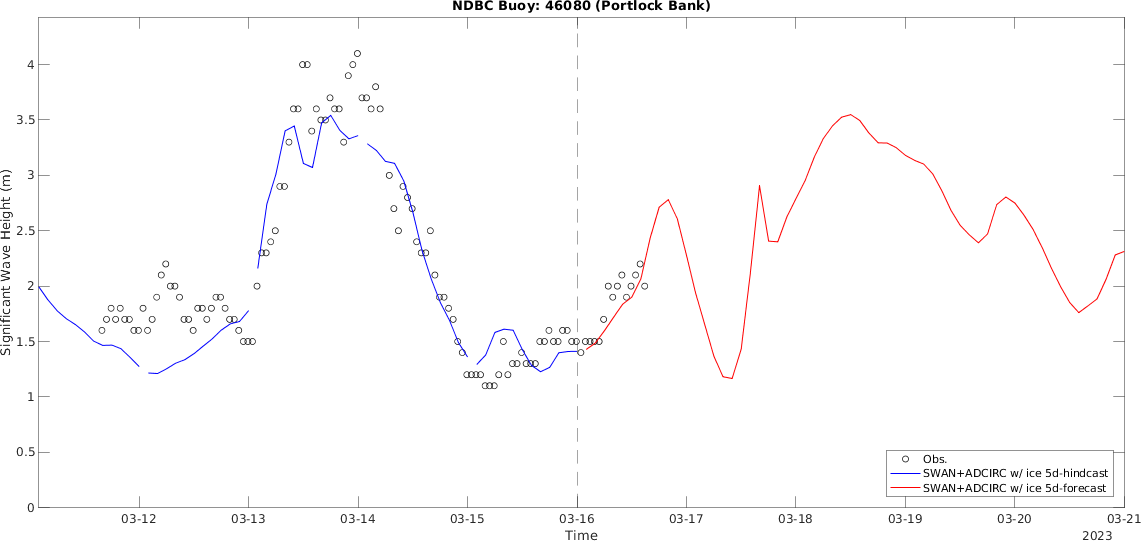 NDBC Buoy: 46080 (Portlock Bank)
Significant Wave Height (m)
4
3.5
3
2.5
2
1.5
1
0.5
0
Obs.
SWAN+ADCIRC w/ ice 5d-hindcast
SWAN+ADCIRC w/ ice 5d-forecast
03-12 03-13 03-14 03-15 03-16 03-17 03-18 03-19 03-20 03-21
Time
2023